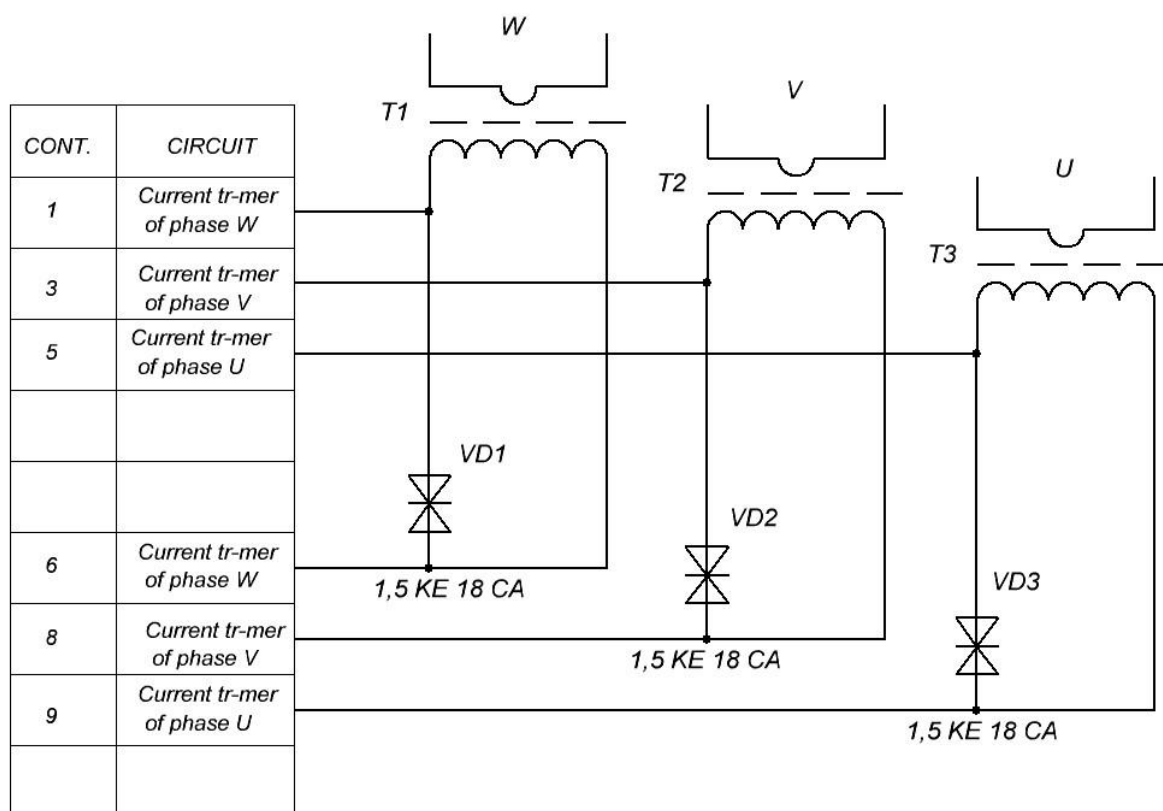 W
T1
V
CONT. CIRCUIT
T2
U
1 Current tr-mer
of phase W
T3
3 Current tr-mer
of phase V
5 Current tr-mer
of phase U
VD1
VD2
6 Current tr-mer
of phase W
1,5 KE 18 CA
VD3
8 Current tr-mer
of phase V
1,5 KE 18 CA
9 Current tr-mer
of phase U
1,5 KE 18 CA